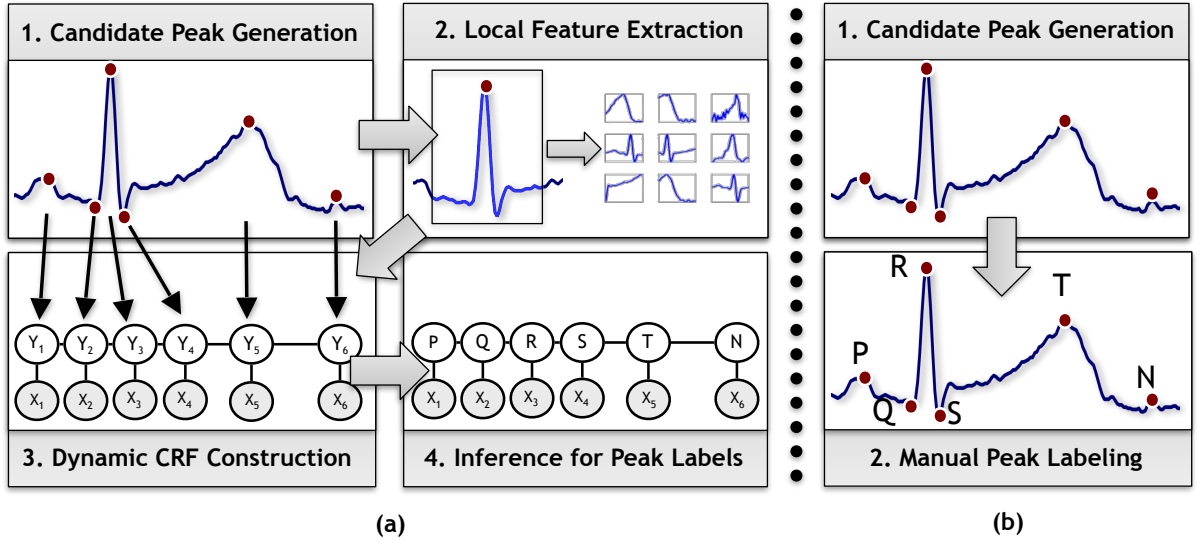 1. Candidate Peak Generation
2. Local Feature Extraction
Y1 Y2 Y3 Y4 Y5 Y6
X1 X2 X3 X4 X5 X6
3. Dynamic CRF Construction
P Q R S T N
X1 X2 X3 X4 X5 X6
4. Inference for Peak Labels
(a)
1. Candidate Peak Generation
R
T
P
N
Q
S
2. Manual Peak Labeling
(b)